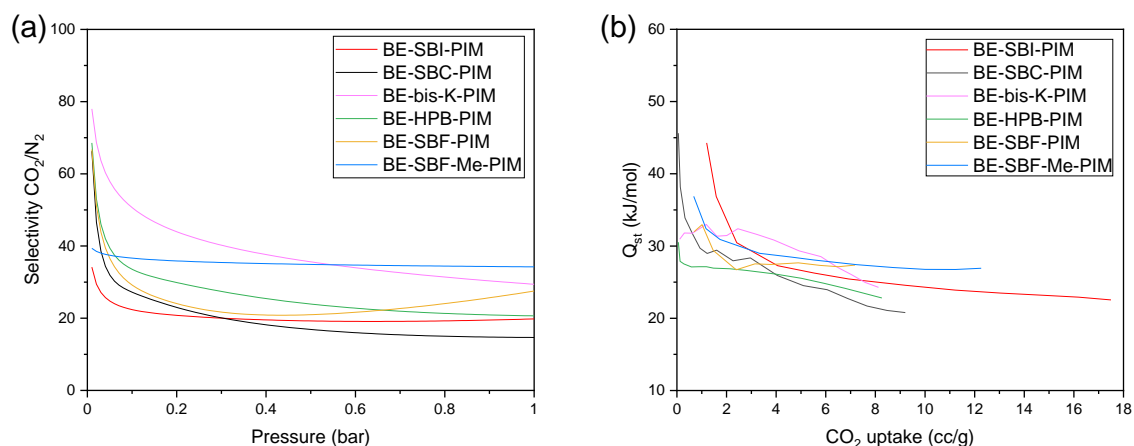 (a)
Selectivity CO₂/N₂
100
80
60
40
20
0
BE-SBI-PIM
BE-SBC-PIM
BE-bis-K-PIM
BE-HPB-PIM
BE-SBF-PIM
BE-SBF-Me-PIM
0 0.2 0.4 0.6 0.8 1
Pressure (bar)
(b)
Qst (kJ/mol)
60
50
40
30
20
10
BE-SBI-PIM
BE-SBC-PIM
BE-bis-K-PIM
BE-HPB-PIM
BE-SBF-PIM
BE-SBF-Me-PIM
0 2 4 6 8 10 12 14 16 18
CO₂ uptake (cc/g)